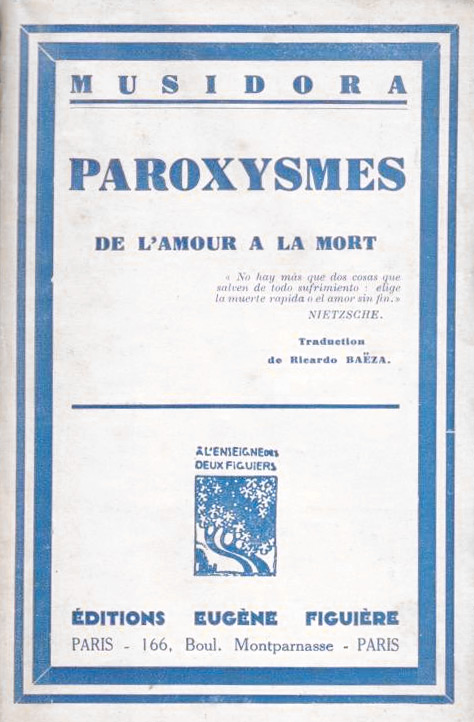 MUSIDORA
PAROXYSMES
DE L'AMOUR A LA MORT
« No hay más que dos cosas que
salven de todo sufrimiento : elige
la muerte rapida o el amor sin fin.»
NIETZSCHE.
Traduction
de Ricardo BAËZA.
A L'ENSEIGNE DES
DEUX FIGUIERS
ÉDITIONS EUGÈNE FIGUIÈRE
PARIS - 166, Boul. Montparnasse - PARIS